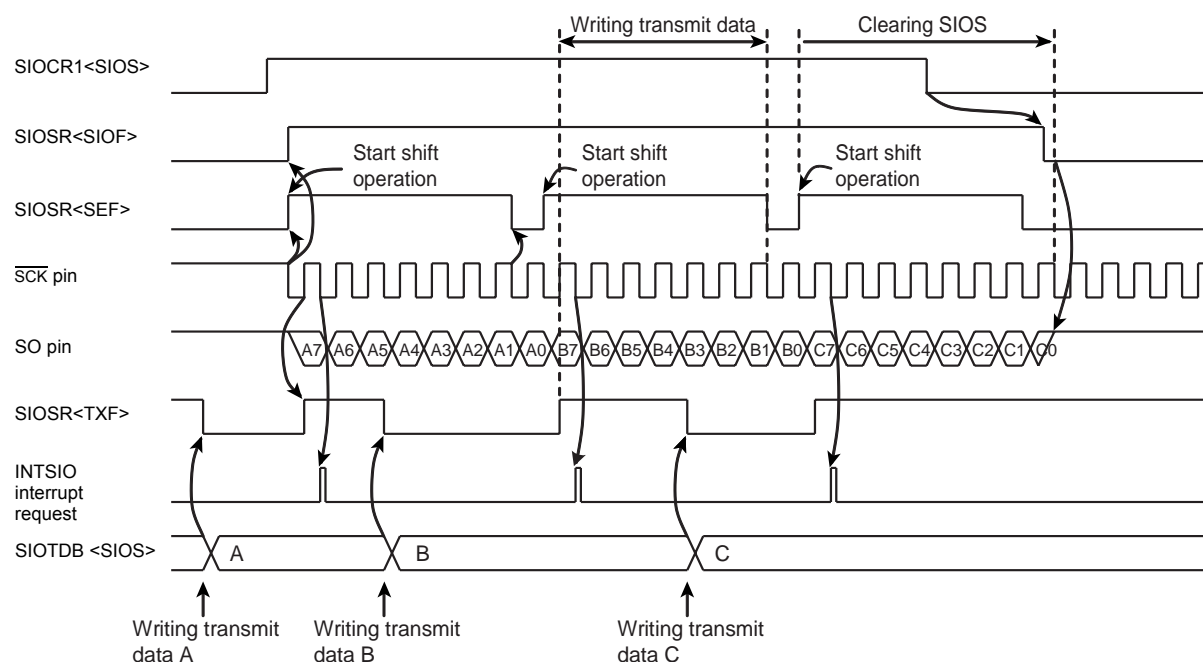 Writing transmit data
Clearing SIOS
SIOCR1<SIOS>
SIOSR<SIOF>
Start shift
operation
Start shift
operation
Start shift
operation
SIOSR<SEF>
SCK pin
SO pin
A7 A6 A5 A4 A3 A2 A1 A0 B7 B6 B5 B4 B3 B2 B1 B0 C7 C6 C5 C4 C3 C2 C1 C0
SIOSR<TXF>
INTSIO
interrupt
request
SIOTDB <SIOS>
A
B
C
Writing transmit
data A
Writing transmit
data B
Writing transmit
data C